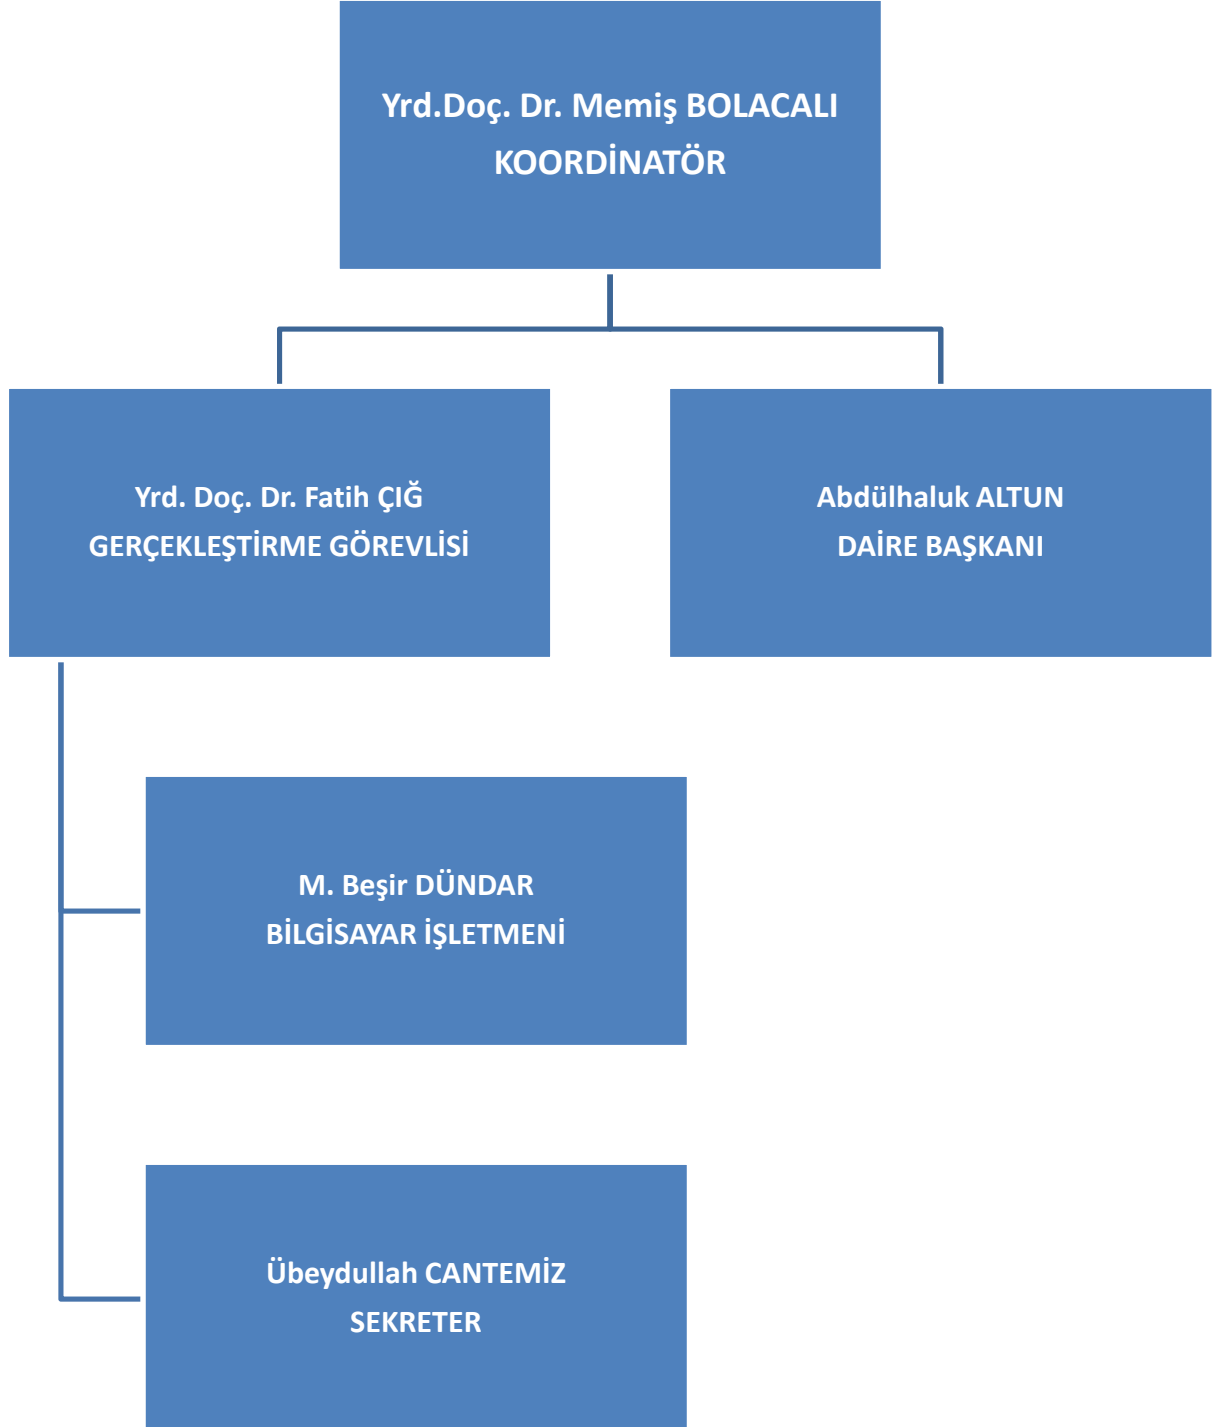 Yrd.Doç. Dr. Memiş BOLACALI
KOORDİNATÖR
Yrd. Doç. Dr. Fatih ÇIĞ
GERÇEKLEŞTİRME GÖREVLİSİ
Abdülhaluk ALTUN
DAİRE BAŞKANI
M. Beşir DÜNDAR
BİLGİSAYAR İŞLETMENİ
Übeydullah CANTEMİZ
SEKRETER